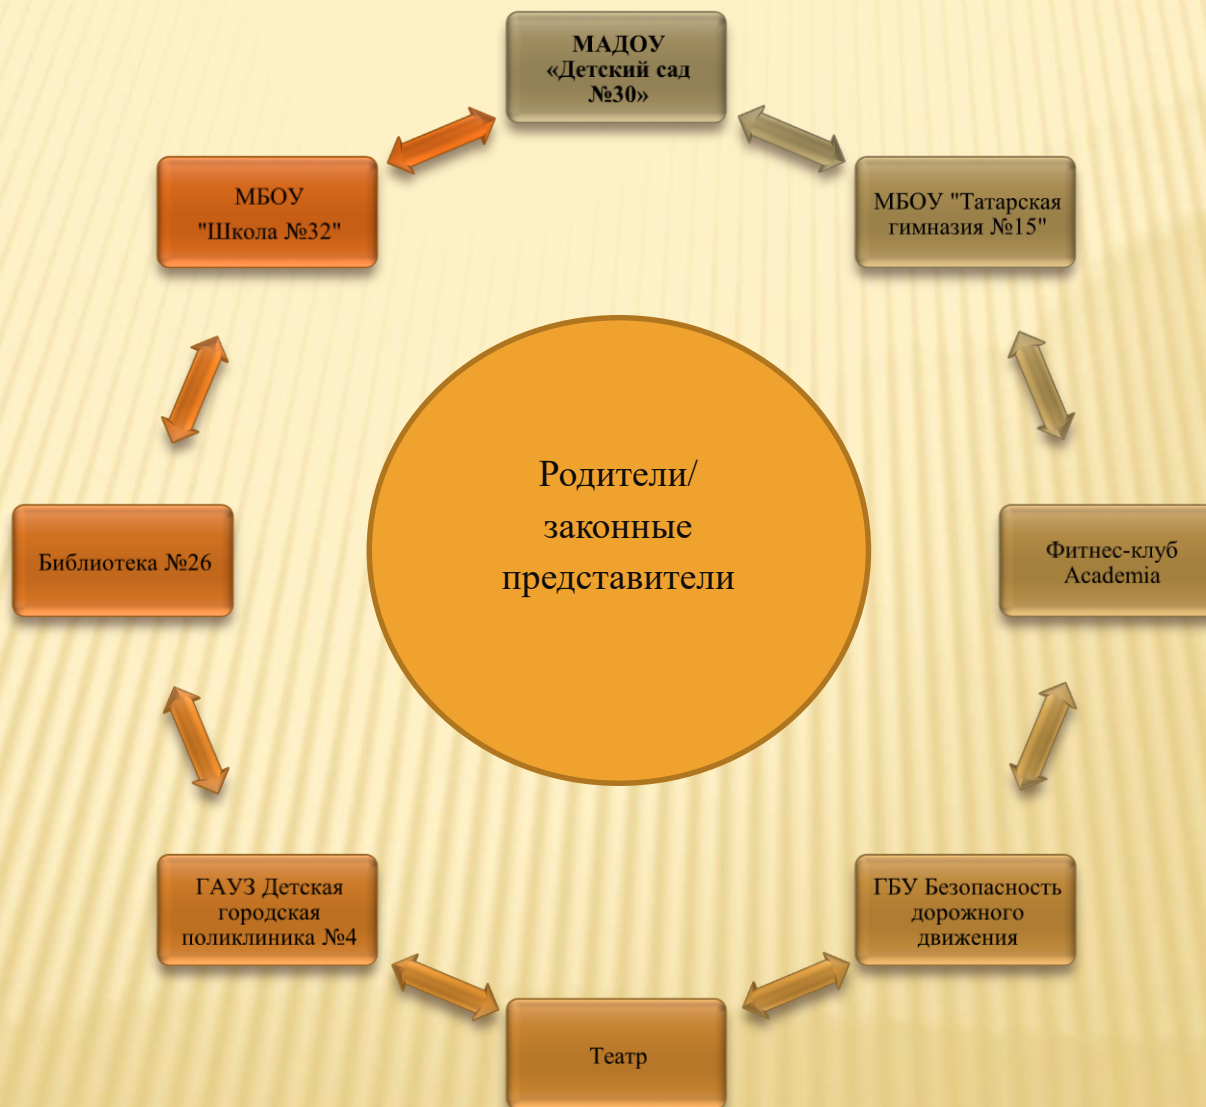 МАДОУ
«Детский сад
№30»
МБОУ
"Школа №32"
МБОУ "Татарская
гимназия №15"
Родители/
законные
представители
Библиотека №26
Фитнес-клуб
Academia
ГАУЗ Детская
городская
поликлиника №4
ГБУ Безопасность
дорожного
движения
Театр